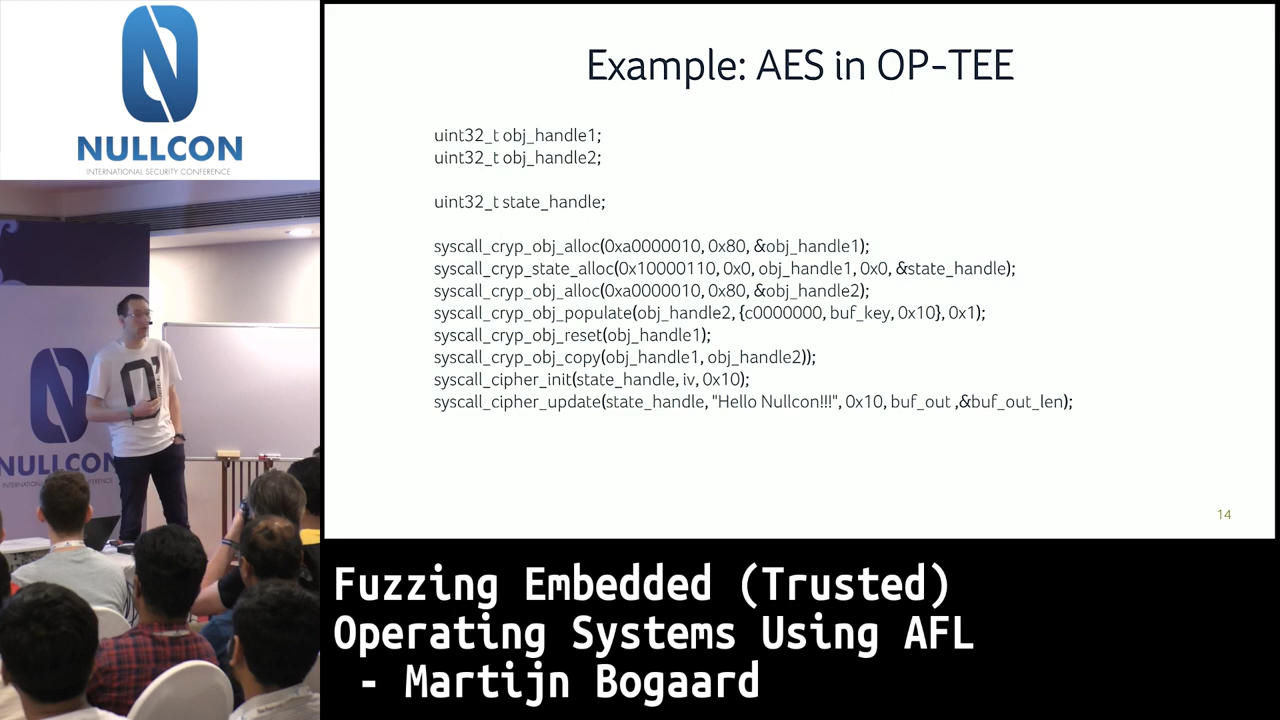 NULLCON
INTERNATIONAL SECURITY CONFERENCE
NULLCON
Example: AES in OP-TEE
uint32_t obj_handle1;
uint32_t obj_handle2;
uint32_t state_handle;
syscall_cryp_obj_alloc(0xa0000010, 0x80, &obj_handle1);
syscall_cryp_state_alloc(0x10000110, 0x0, obj_handle1, 0x0, &state_handle);
syscall_cryp_obj_alloc(0xa0000010, 0x80, &obj_handle2);
syscall_cryp_obj_populate(obj_handle2, {c0000000, buf_key, 0x10}, 0x1);
syscall_cryp_obj_reset(obj_handle1);
syscall_cryp_obj_copy(obj_handle1, obj_handle2));
syscall_cipher_init(state_handle, iv, 0x10);
syscall_cipher_update(state_handle, "Hello Nullcon!!!", 0x10, buf_out ,&buf_out_len);
14
Fuzzing Embedded (Trusted)
Operating Systems Using AFL
- Martijn Bogaard